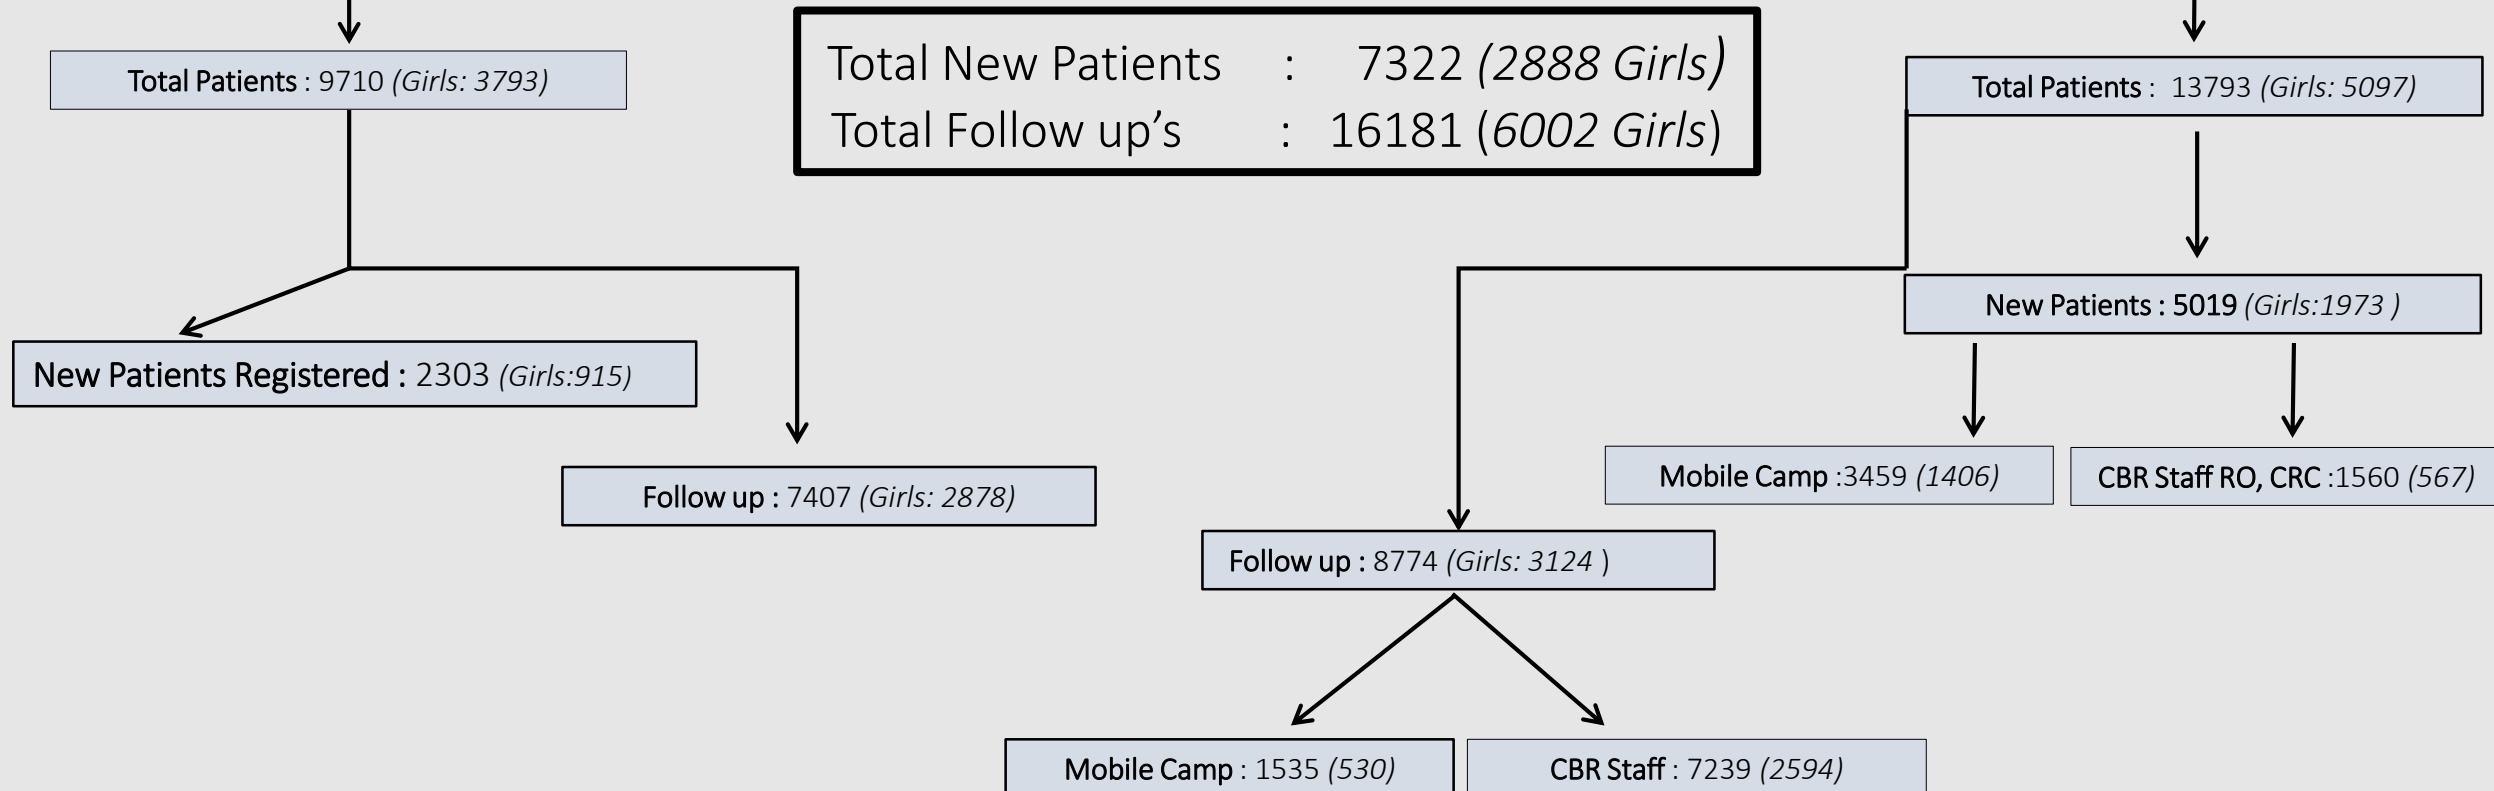 Total New Patients : 7322 (2888 Girls)
Total Follow up’s : 16181 (6002 Girls)
Total Patients : 9710 (Girls: 3793)
Total Patients : 13793 (Girls: 5097)
New Patients : 5019 (Girls:1973 )
New Patients Registered : 2303 (Girls:915)
Follow up : 7407 (Girls: 2878)
Mobile Camp :3459 (1406)
CBR Staff RO, CRC :1560 (567)
Follow up : 8774 (Girls: 3124 )
Mobile Camp : 1535 (530)
CBR Staff : 7239 (2594)